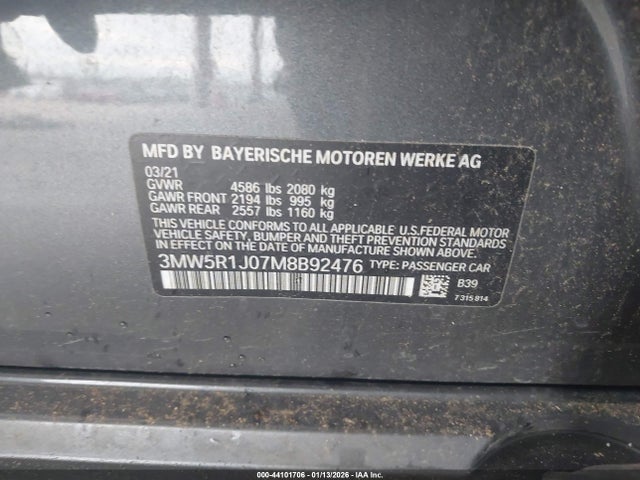 MFD BY BAYERISCHE MOTOREN WERKE AG
03/21
GVWR 4586 lbs 2080 kg
GAWR FRONT 2194 lbs 995 kg
GAWR REAR 2557 lbs 1160 kg
THIS VEHICLE CONFORMS TO ALL APPLICABLE U.S.FEDERAL MOTOR
VEHICLE SAFETY, BUMPER AND THEFT PREVENTION STANDARDS
IN EFFECT ON THE DATE OF MANUFACTURE SHOWN ABOVE.
3MW5R1J07M8B92476 TYPE: PASSENGER CAR
B39
7 315 814
000-44101706 - 01/13/2026 - IAA Inc.